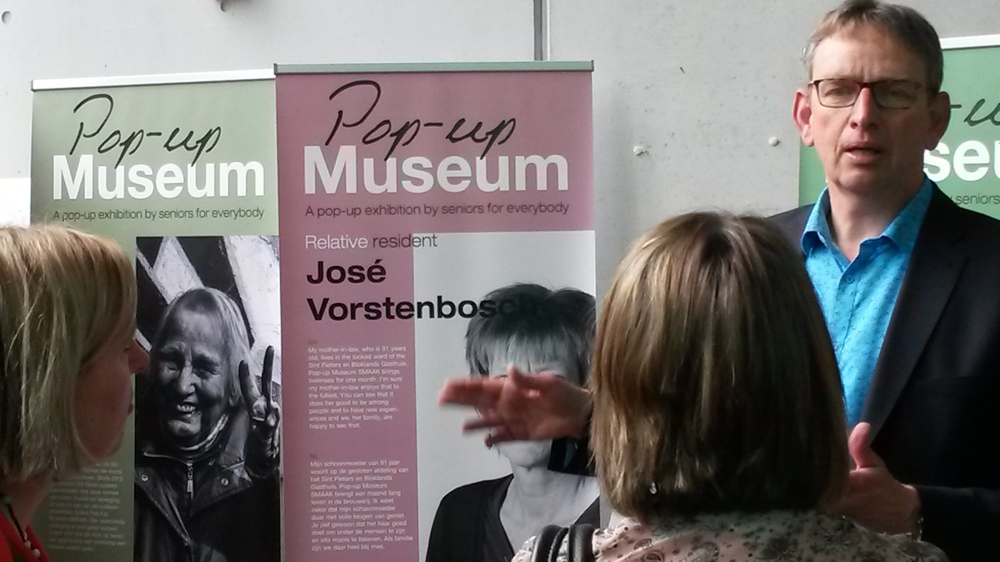 Pop-up
Museum
A pop-up exhibition by seniors for everybody
Pop-up
Museum
A pop-up exhibition by seniors for everybody
Relative resident
José
Vorstenbosch
My mother-in-law, who is 91 years
old, lives in the locked ward of the
Sint Pieters en Bloklands Gasthuis.
Pop-up Museum SMAAK brings
liveliness for one month. I'm sure
my mother-in-law enjoys that to
the fullest. You can see that it
does her good to be among
people and to have new experi-
ences and we, her family, are
happy to see that.
Mijn schoonmoeder van 91 jaar
woont op de gesloten afdeling van
het Sint Pieters en Bloklands
Gasthuis. Pop-up Museum
SMAAK brengt een maand lang
leven in de brouwerij. Ik weet
zeker dat mijn schoonmoeder
daar met volle teugen van geniet.
Je ziet gewoon dat het haar goed
doet om onder de mensen te zijn
en iets moois te beleven. Als familie
zijn we daar heel blij mee.
-u
seu
seniors